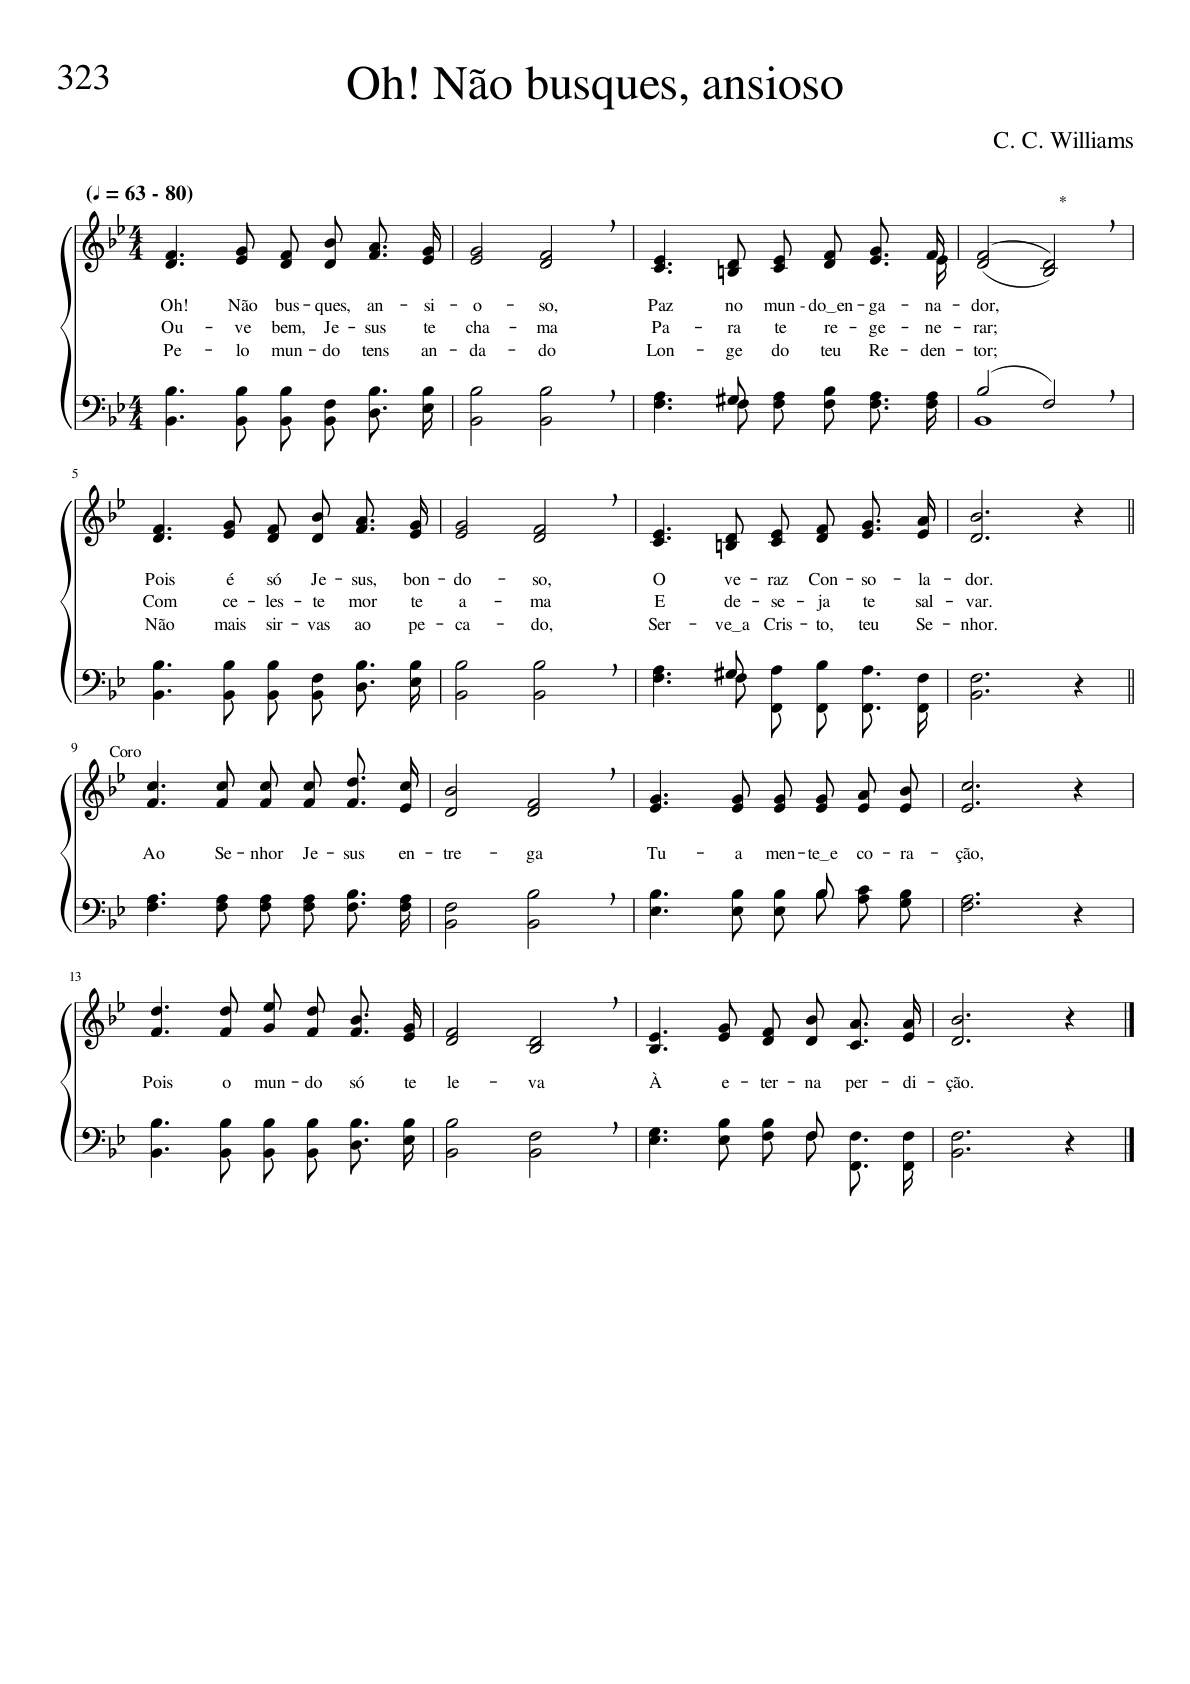 323
Oh! Não busques, ansioso
C. C. Williams
(♩ = 63 - 80)
*
Oh! Não bus - ques, an - si - o - so, Paz no mun - do_en - ga - na - dor,
Ou - ve bem, Je - sus te cha - ma Pa - ra te re - ge - ne - rar;
Pe - lo mun - do tens an - da - do Lon - ge do teu Re - den - tor;
5
Pois é só Je - sus, bon - do - so, O ve - raz Con - so - la - dor.
Com ce - les - te mor te a - ma E de - se - ja te sal - var.
Não mais sir - vas ao pe - ca - do, Ser - ve_a Cris - to, teu Se - nhor.
9
Coro
Ao Se - nhor Je - sus en - tre - ga Tu - a men - te_e co - ra - ção,
13
Pois o mun - do só te le - va À e - ter - na per - di - ção.